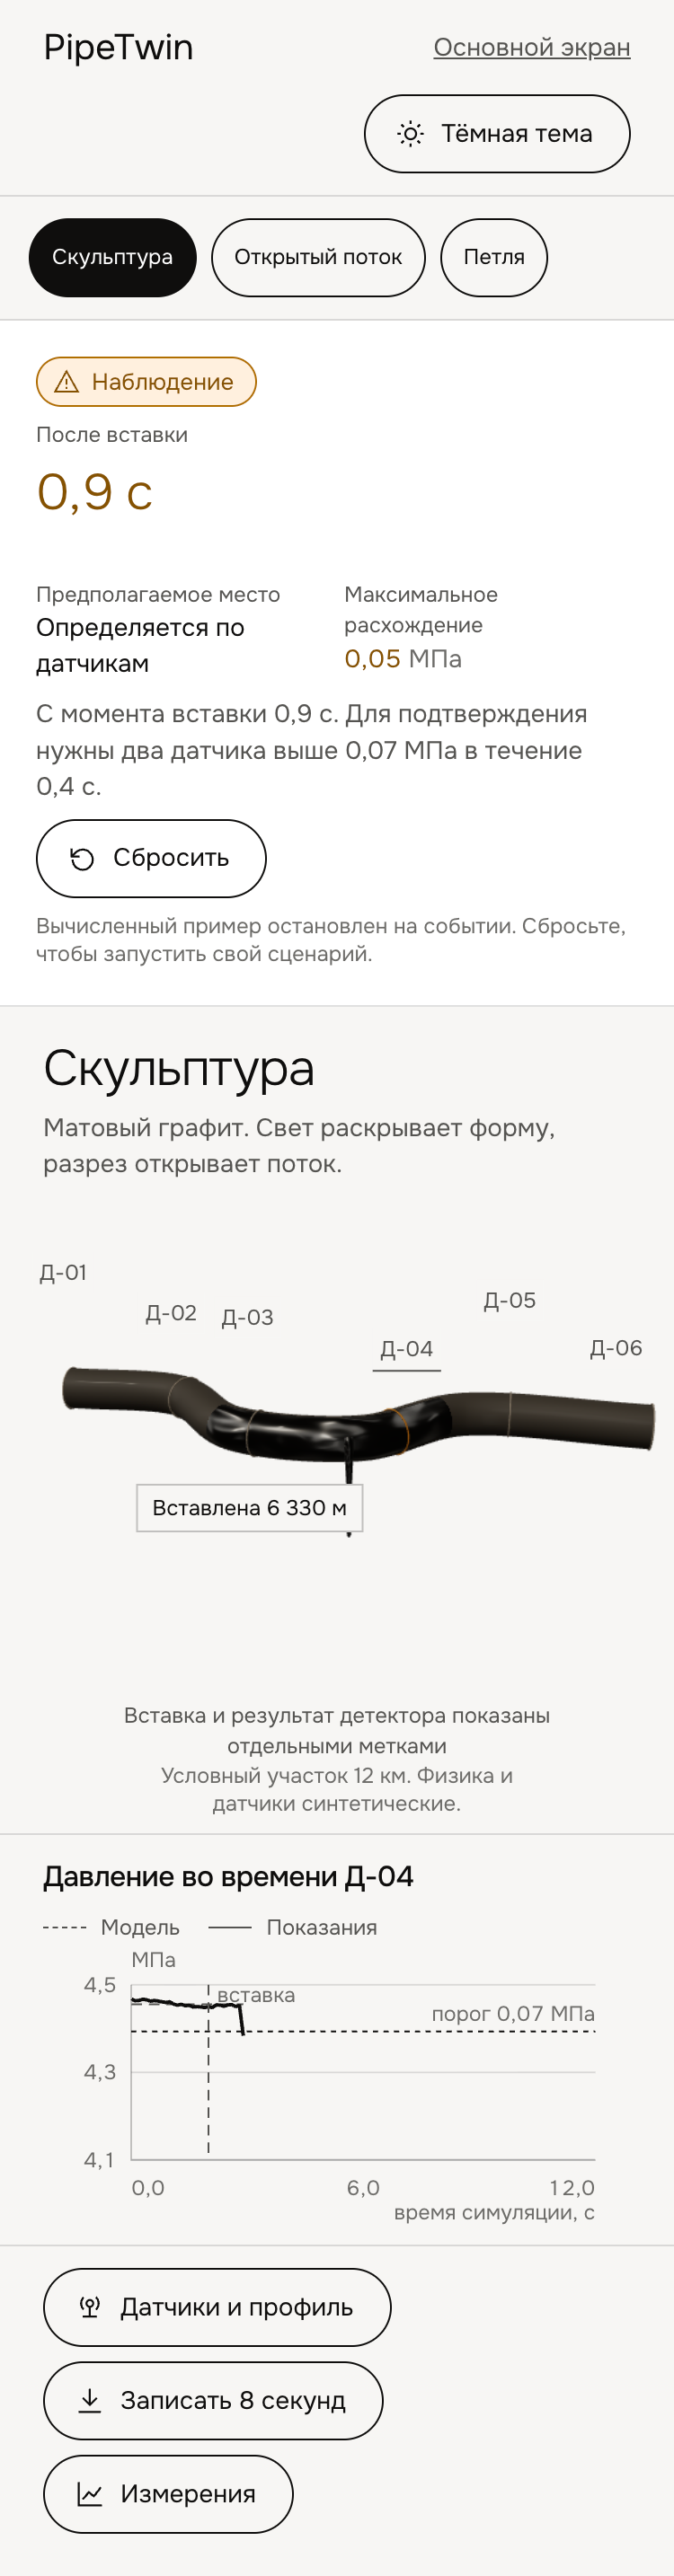 PipeTwin
Основной экран
Тёмная тема
Скульптура
Открытый поток
Петля
Наблюдение
После вставки
0,9 с
Предполагаемое место
Определяется по
датчикам
Максимальное
расхождение
0,05 МПа
С момента вставки 0,9 с. Для подтверждения
нужны два датчика выше 0,07 МПа в течение
0,4 с.
Сбросить
Вычисленный пример остановлен на событии. Сбросьте,
чтобы запустить свой сценарий.
Скульптура
Матовый графит. Свет раскрывает форму,
разрез открывает поток.
Д-01
Д-02
Д-03
Д-04
Д-05
Д-06
Вставлена 6 330 м
Вставка и результат детектора показаны
отдельными метками
Условный участок 12 км. Физика и
датчики синтетические.
Давление во времени Д-04
Модель
Показания
МПа
4,5
вставка
порог 0,07 МПа
4,3
4,1
0,0
6,0
12,0
время симуляции, с
Датчики и профиль
Записать 8 секунд
Измерения